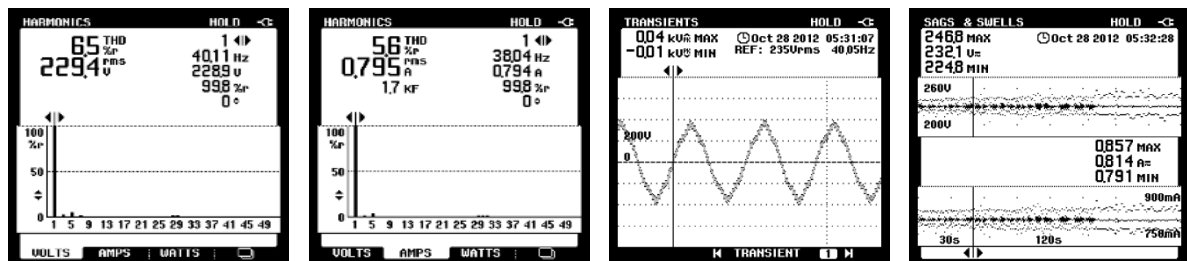 HARMONICS HOLD
6,5 THD %r 1
229,4 rms V 40,11 Hz
228,9 V
99,8 %r
0 °
100
%r
50
0
1 5 9 13 17 21 25 29 33 37 41 45 49
VOLTS AMPS WATTS
HARMONICS HOLD
5,6 THD %r 1
0,795 rms A 38,04 Hz
1,7 KF 0,794 A
99,8 %r
0 °
100
%r
50
0
1 5 9 13 17 21 25 29 33 37 41 45 49
VOLTS AMPS WATTS
TRANSIENTS HOLD
0,04 kV MAX Oct 28 2012 05:31:07
-0,01 kV MIN REF: 235Vrms 40,05Hz
200V
0
TRANSIENT 1
SAGS & SWELLS HOLD
246,8 MAX Oct 28 2012 05:32:28
232,1 V
224,8 MIN
260V
200V
0,857 MAX
0,814 A
0,791 MIN
900mA
750mA
30s 120s